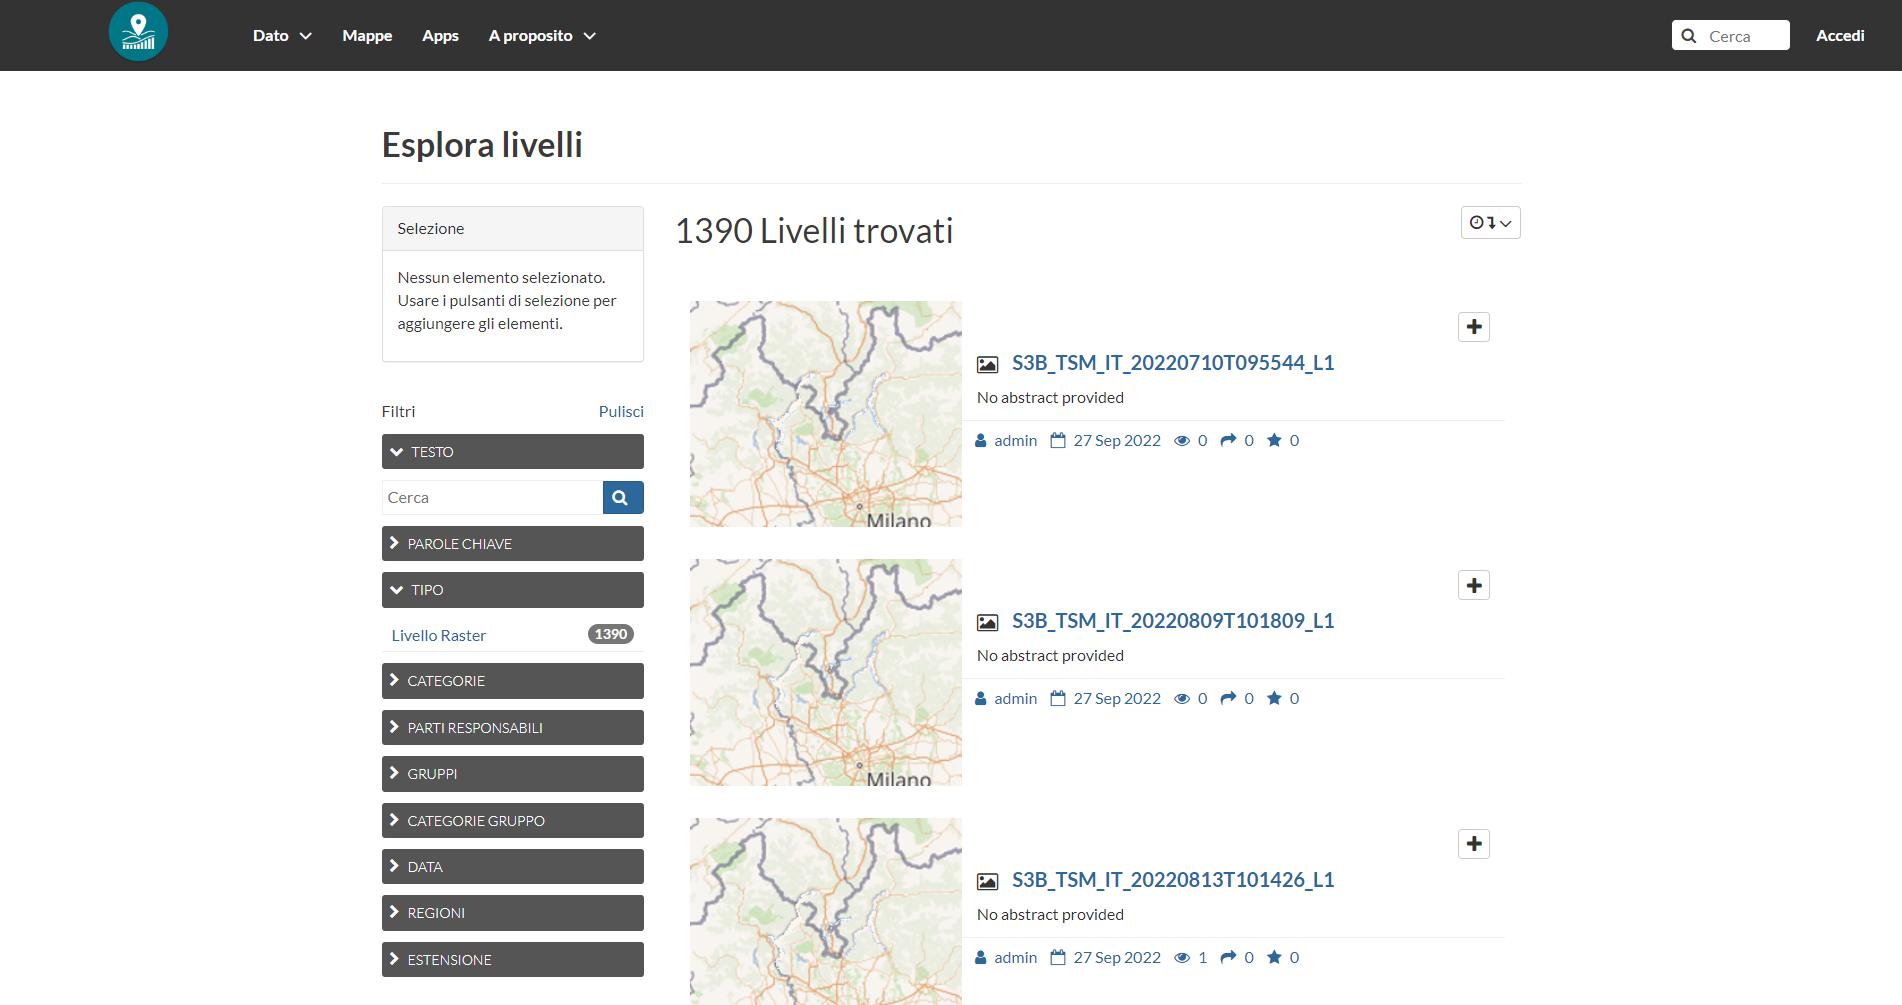 Dato
Mappe
Apps
A proposito
Cerca
Accedi
Esplora livelli
Selezione
Nessun elemento selezionato.
Usare i pulsanti di selezione per
aggiungere gli elementi.
Filtri
Pulisci
TESTO
Cerca
PAROLE CHIAVE
TIPO
Livello Raster
1390
CATEGORIE
PARTI RESPONSABILI
GRUPPI
CATEGORIE GRUPPO
DATA
REGIONI
ESTENSIONE
1390 Livelli trovati
Milano
S3B_TSM_IT_20220710T095544_L1
No abstract provided
admin 27 Sep 2022 0 0 0
Milano
S3B_TSM_IT_20220809T101809_L1
No abstract provided
admin 27 Sep 2022 0 0 0
S3B_TSM_IT_20220813T101426_L1
No abstract provided
admin 27 Sep 2022 1 0 0